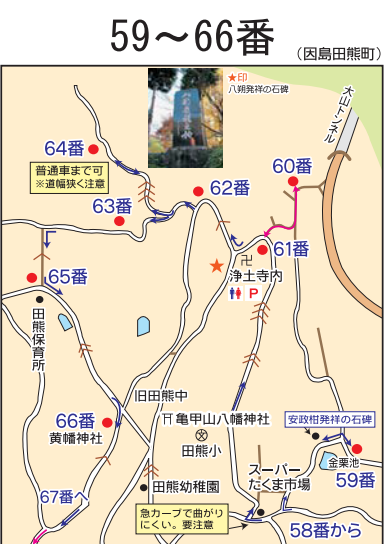 59～66番
（因島田熊町）
★印
八朔発祥の石碑
大山トンネル
64番
普通車まで可
※道幅狭く注意
63番
62番
60番
61番
卍
浄土寺内
P
65番
田熊保育所
旧田熊中
亀甲山八幡神社
安政柑発祥の石碑
66番
黄幡神社
文
田熊小
金栗池
59番
スーパー
たくま市場
67番へ
田熊幼稚園
急カーブで曲がり
にくい。要注意
58番から